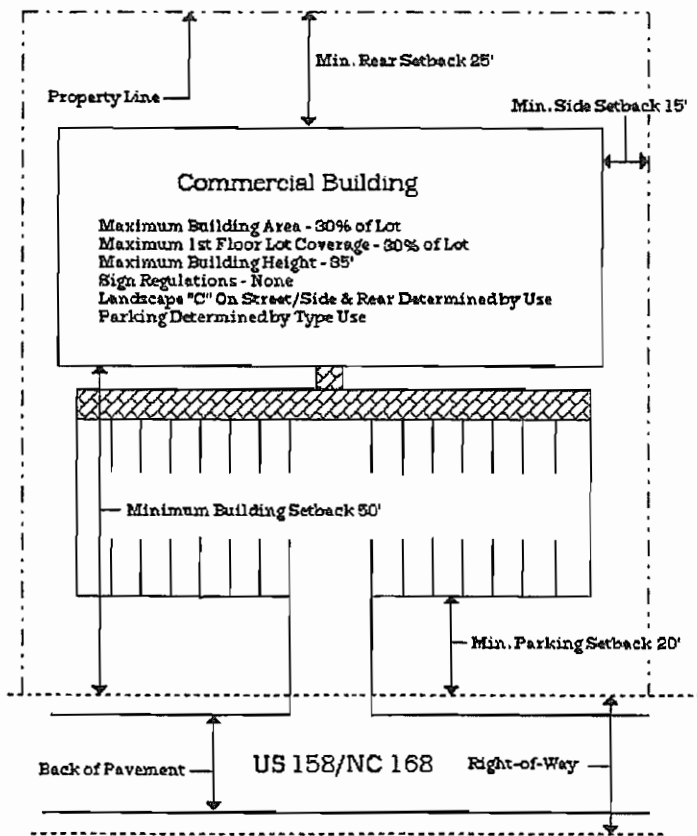 Min. Rear Setback 25'
Property Line
Min. Side Setback 15'
Commercial Building
Maximum Building Area - 30% of Lot
Maximum 1st Floor Lot Coverage - 30% of Lot
Maximum Building Height - 35'
Sign Regulations - None
Landscape "C" On Street/Side & Rear Determined by Use
Parking Determined by Type Use
Minimum Building Setback 50'
Min. Parking Setback 20'
Back of Pavement
US 158/NC 168
Right-of-Way